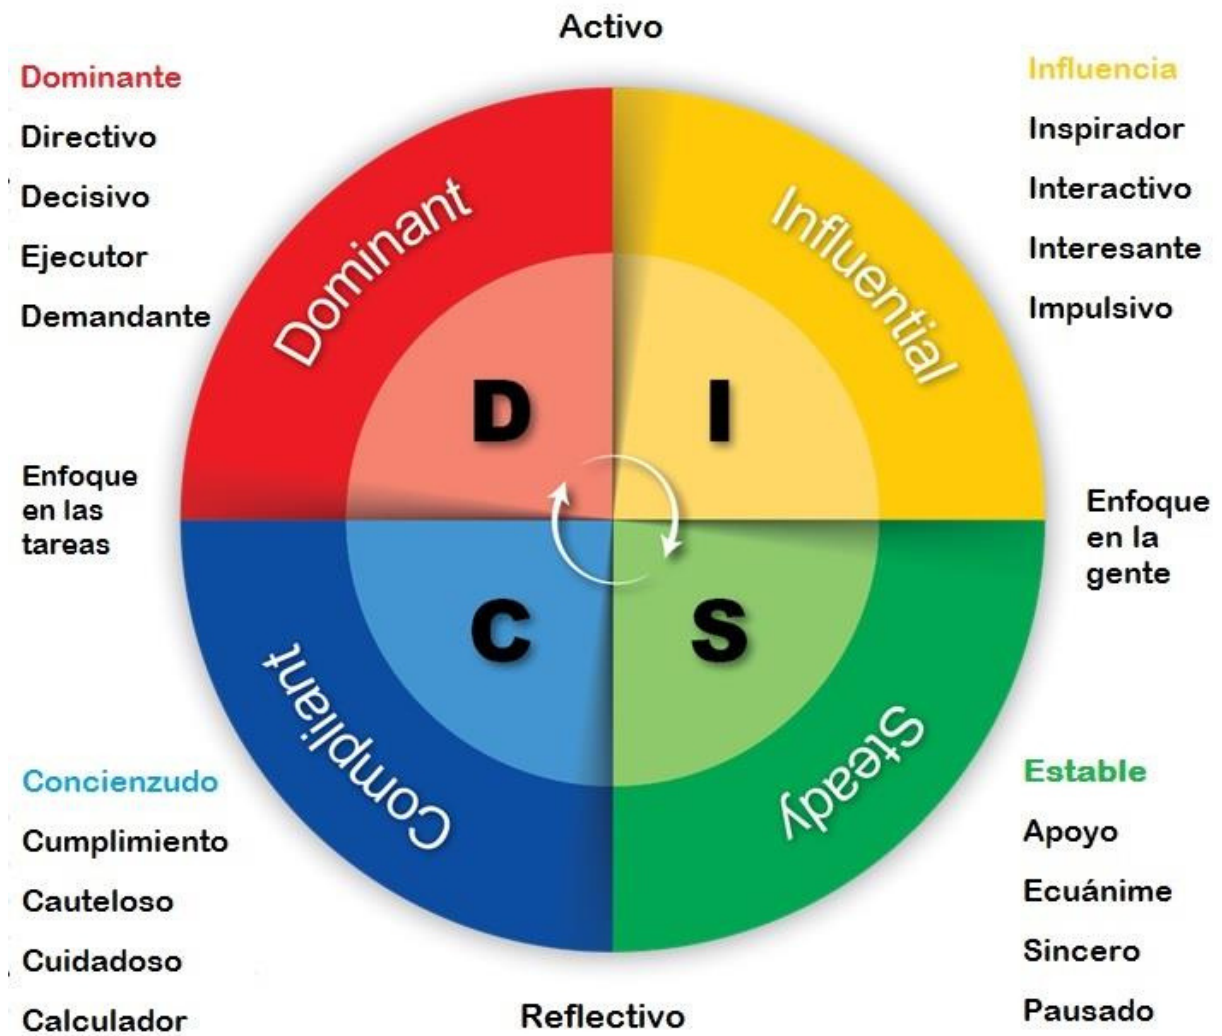 Activo
Dominante
Directivo
Decisivo
Ejecutor
Demandante
Influencia
Inspirador
Interactivo
Interesante
Impulsivo
Dominant
Influential
D
I
Enfoque
en las
tareas
Enfoque
en la
gente
C
S
Compliant
Steady
Concienzudo
Cumplimiento
Cauteloso
Cuidadoso
Calculador
Estable
Apoyo
Ecuánime
Sincero
Pausado
Reflectivo